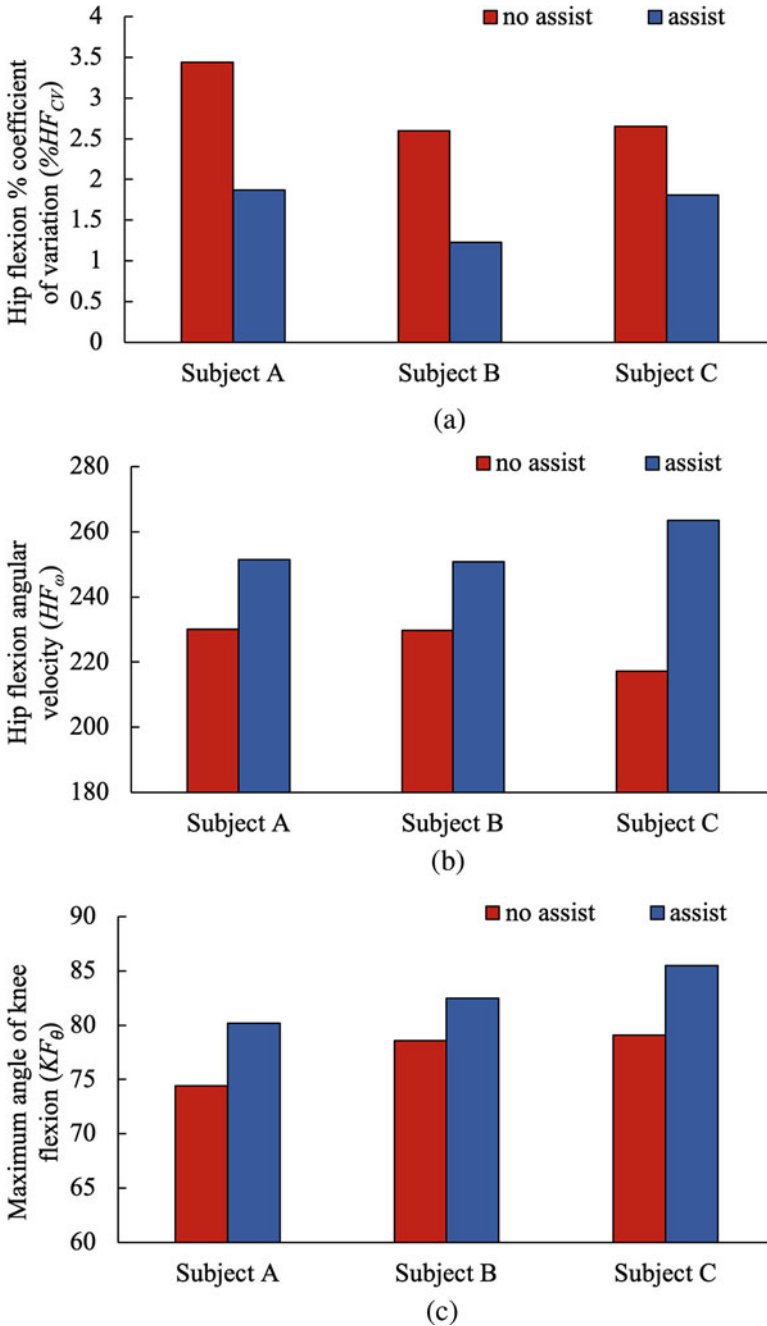 no assist assist
Hip flexion % coefficient
of variation (%HF_CV)
4
3.5
3
2.5
2
1.5
1
0.5
0
Subject A Subject B Subject C
(a)
no assist assist
Hip flexion angular
velocity (HF_ω)
280
260
240
220
200
180
Subject A Subject B Subject C
(b)
no assist assist
Maximum angle of knee
flexion (KF_θ)
90
85
80
75
70
65
60
Subject A Subject B Subject C
(c)